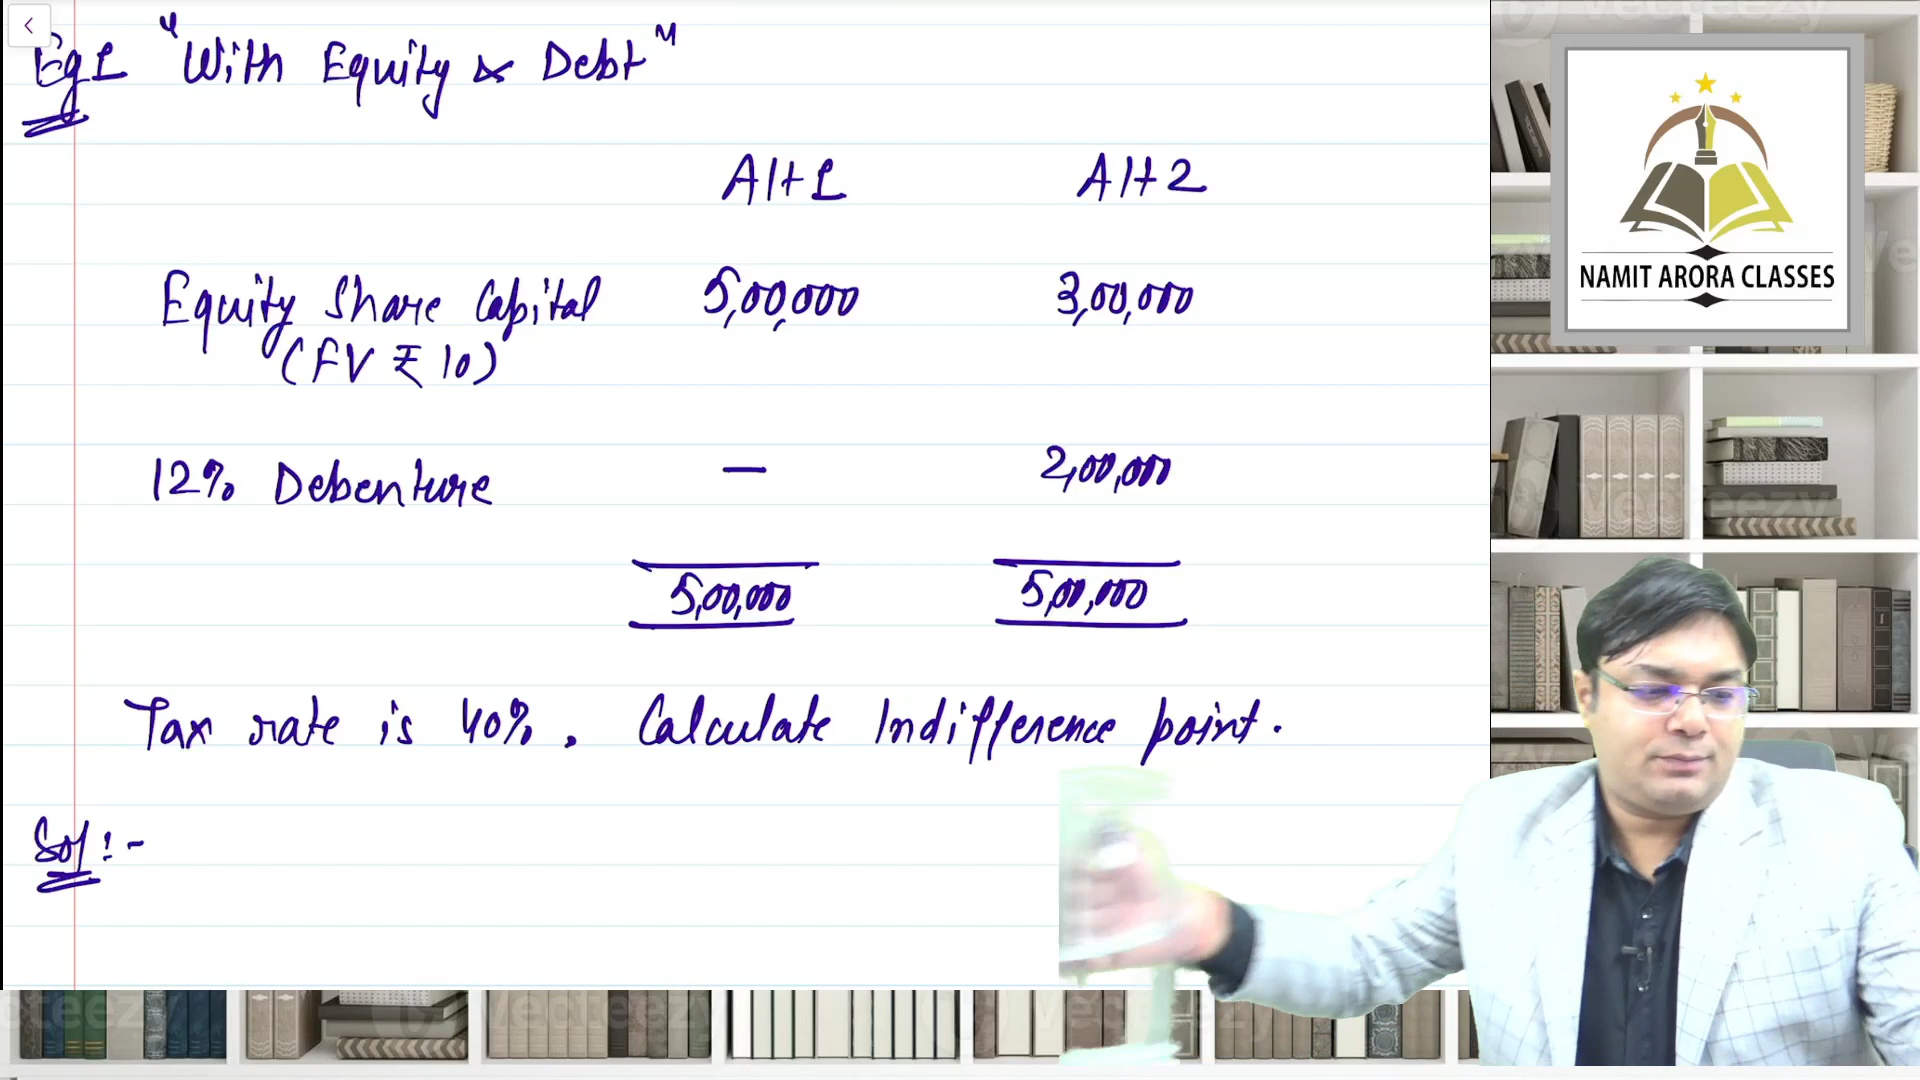 Eg 1 "With Equity & Debt"
Alt 1 Alt 2
Equity Share Capital 5,00,000 3,00,000
(FV ₹ 10)
12% Debenture — 2,00,000
5,00,000 5,00,000
Tax rate is 40%. Calculate Indifference point.
Sol:-
NAMIT ARORA CLASSES
Vecteezy